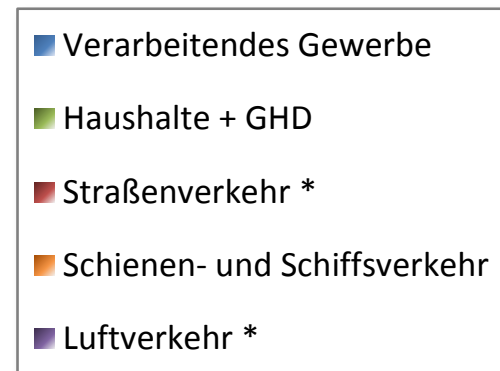 Verarbeitendes Gewerbe
Haushalte + GHD
Straßenverkehr *
Schienen- und Schiffsverkehr
Luftverkehr *